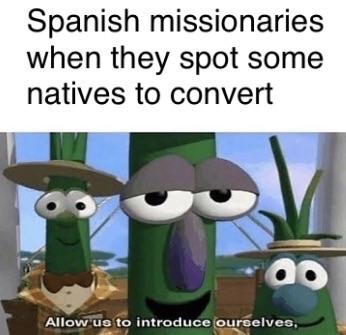 Spanish missionaries
when they spot some
natives to convert
Allow us to introduce ourselves,